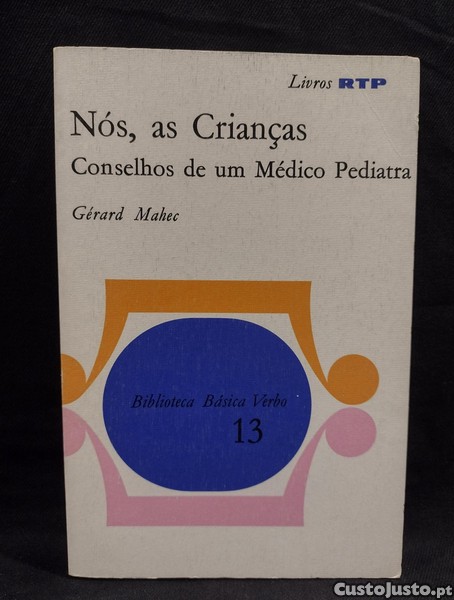 Livros RTP
Nós, as Crianças
Conselhos de um Médico Pediatra
Gérard Mahec
Biblioteca Básica Verbo
13
CustoJusto.pt